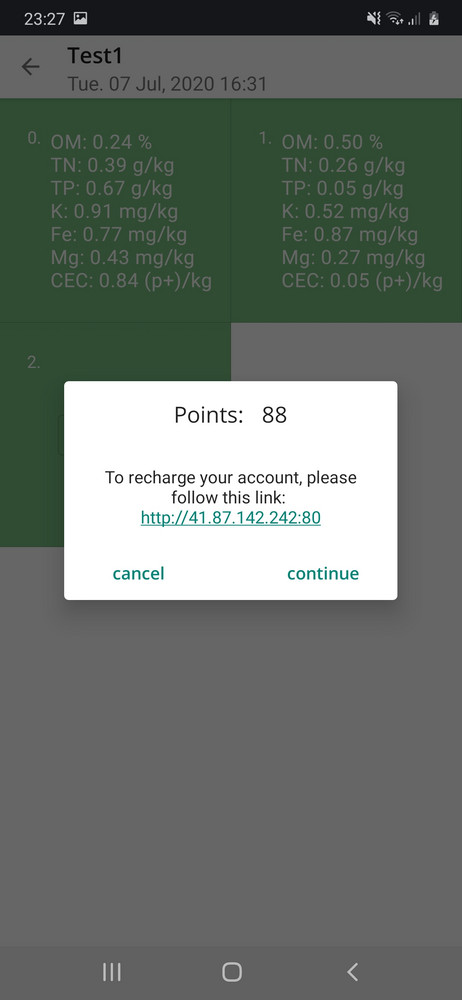 23:27
Test1
Tue. 07 Jul, 2020 16:31
0.
OM: 0.24 %
TN: 0.39 g/kg
TP: 0.67 g/kg
K: 0.91 mg/kg
Fe: 0.77 mg/kg
Mg: 0.43 mg/kg
CEC: 0.84 (p+)/kg
1.
OM: 0.50 %
TN: 0.26 g/kg
TP: 0.05 g/kg
K: 0.52 mg/kg
Fe: 0.87 mg/kg
Mg: 0.27 mg/kg
CEC: 0.05 (p+)/kg
2.
Points: 88
To recharge your account, please
follow this link:
http://41.87.142.242:80
cancel continue